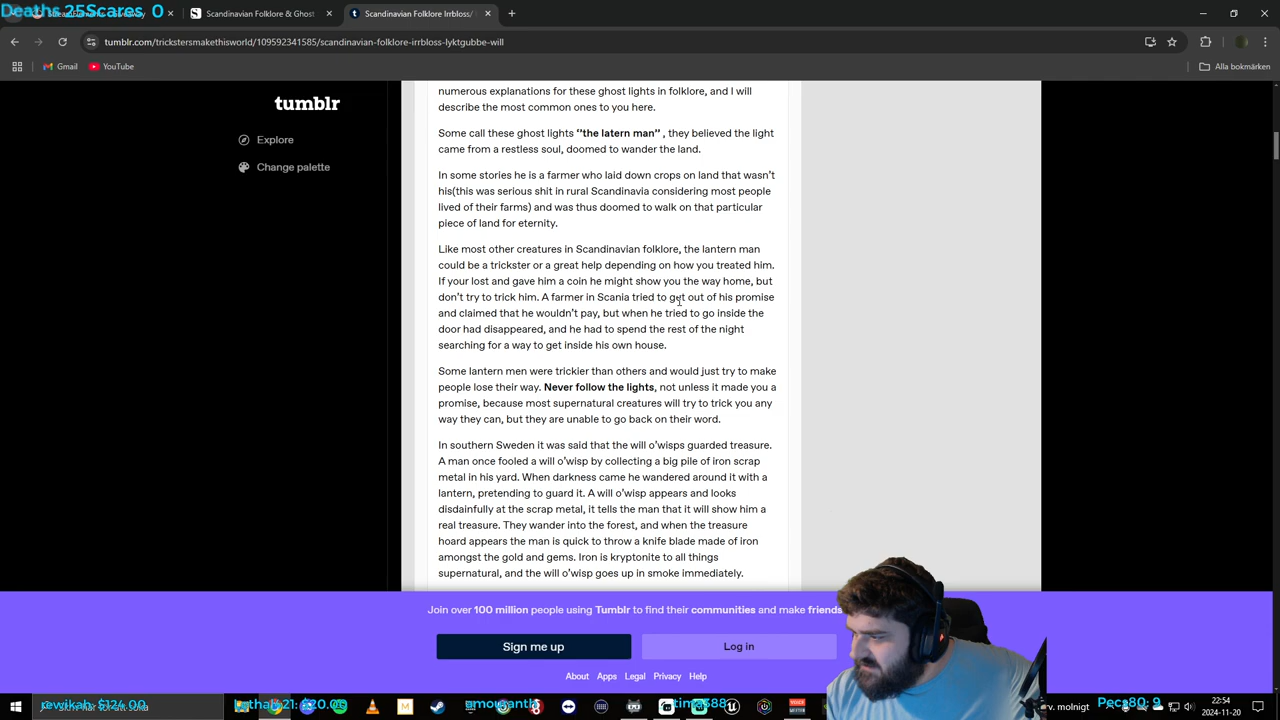 Deaths 25Scares 0
Scandinavian Folklore & Ghost
Scandinavian Folklore Irrbloss/
tumblr.com/trickstersmakethisworld/109592341585/scandinavian-folklore-irrbloss-lyktgubbe-will
Gmail
YouTube
Alla bokmärken
tumblr
Explore
Change palette
numerous explanations for these ghost lights in folklore, and I will
describe the most common ones to you here.
Some call these ghost lights ‘’the latern man’’ , they believed the light
came from a restless soul, doomed to wander the land.
In some stories he is a farmer who laid down crops on land that wasn’t
his(this was serious shit in rural Scandinavia considering most people
lived of their farms) and was thus doomed to walk on that particular
piece of land for eternity.
Like most other creatures in Scandinavian folklore, the lantern man
could be a trickster or a great help depending on how you treated him.
If your lost and gave him a coin he might show you the way home, but
don’t try to trick him. A farmer in Scania tried to get out of his promise
and claimed that he wouldn’t pay, but when he tried to go inside the
door had disappeared, and he had to spend the rest of the night
searching for a way to get inside his own house.
Some lantern men were trickier than others and would just try to make
people lose their way. Never follow the lights, not unless it made you a
promise, because most supernatural creatures will try to trick you any
way they can, but they are unable to go back on their word.
In southern Sweden it was said that the will o’wisps guarded treasure.
A man once fooled a will o’wisp by collecting a big pile of iron scrap
metal in his yard. When darkness came he wandered around it with a
lantern, pretending to guard it. A will o’wisp appears and looks
disdainfully at the scrap metal, it tells the man that it will show him a
real treasure. They wander into the forest, and when the treasure
hoard appears the man is quick to throw a knife blade made of iron
amongst the gold and gems. Iron is kryptonite to all things
supernatural, and the will o’wisp goes up in smoke immediately.
Join over 100 million people using Tumblr to find their communities and make friends
Sign me up
Log in
About Apps Legal Privacy Help
molnigt
22:54
2024-11-20